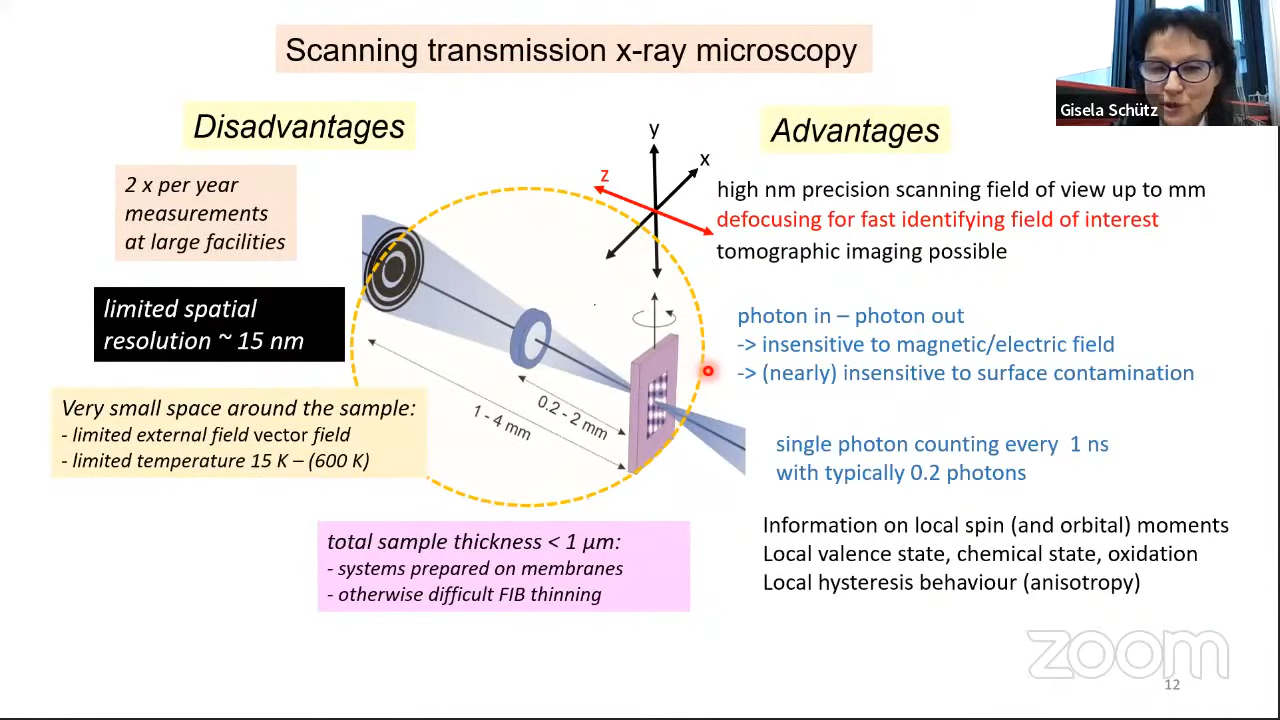 Scanning transmission x-ray microscopy
Gisela Schütz
Disadvantages
2 x per year
measurements
at large facilities
limited spatial
resolution ~ 15 nm
Very small space around the sample:
- limited external field vector field
- limited temperature 15 K – (600 K)
total sample thickness < 1 µm:
- systems prepared on membranes
- otherwise difficult FIB thinning
y
x
z
0.2 - 2 mm
1 - 4 mm
Advantages
high nm precision scanning field of view up to mm
defocusing for fast identifying field of interest
tomographic imaging possible
photon in – photon out
-> insensitive to magnetic/electric field
-> (nearly) insensitive to surface contamination
single photon counting every 1 ns
with typically 0.2 photons
Information on local spin (and orbital) moments
Local valence state, chemical state, oxidation
Local hysteresis behaviour (anisotropy)
zoom
12